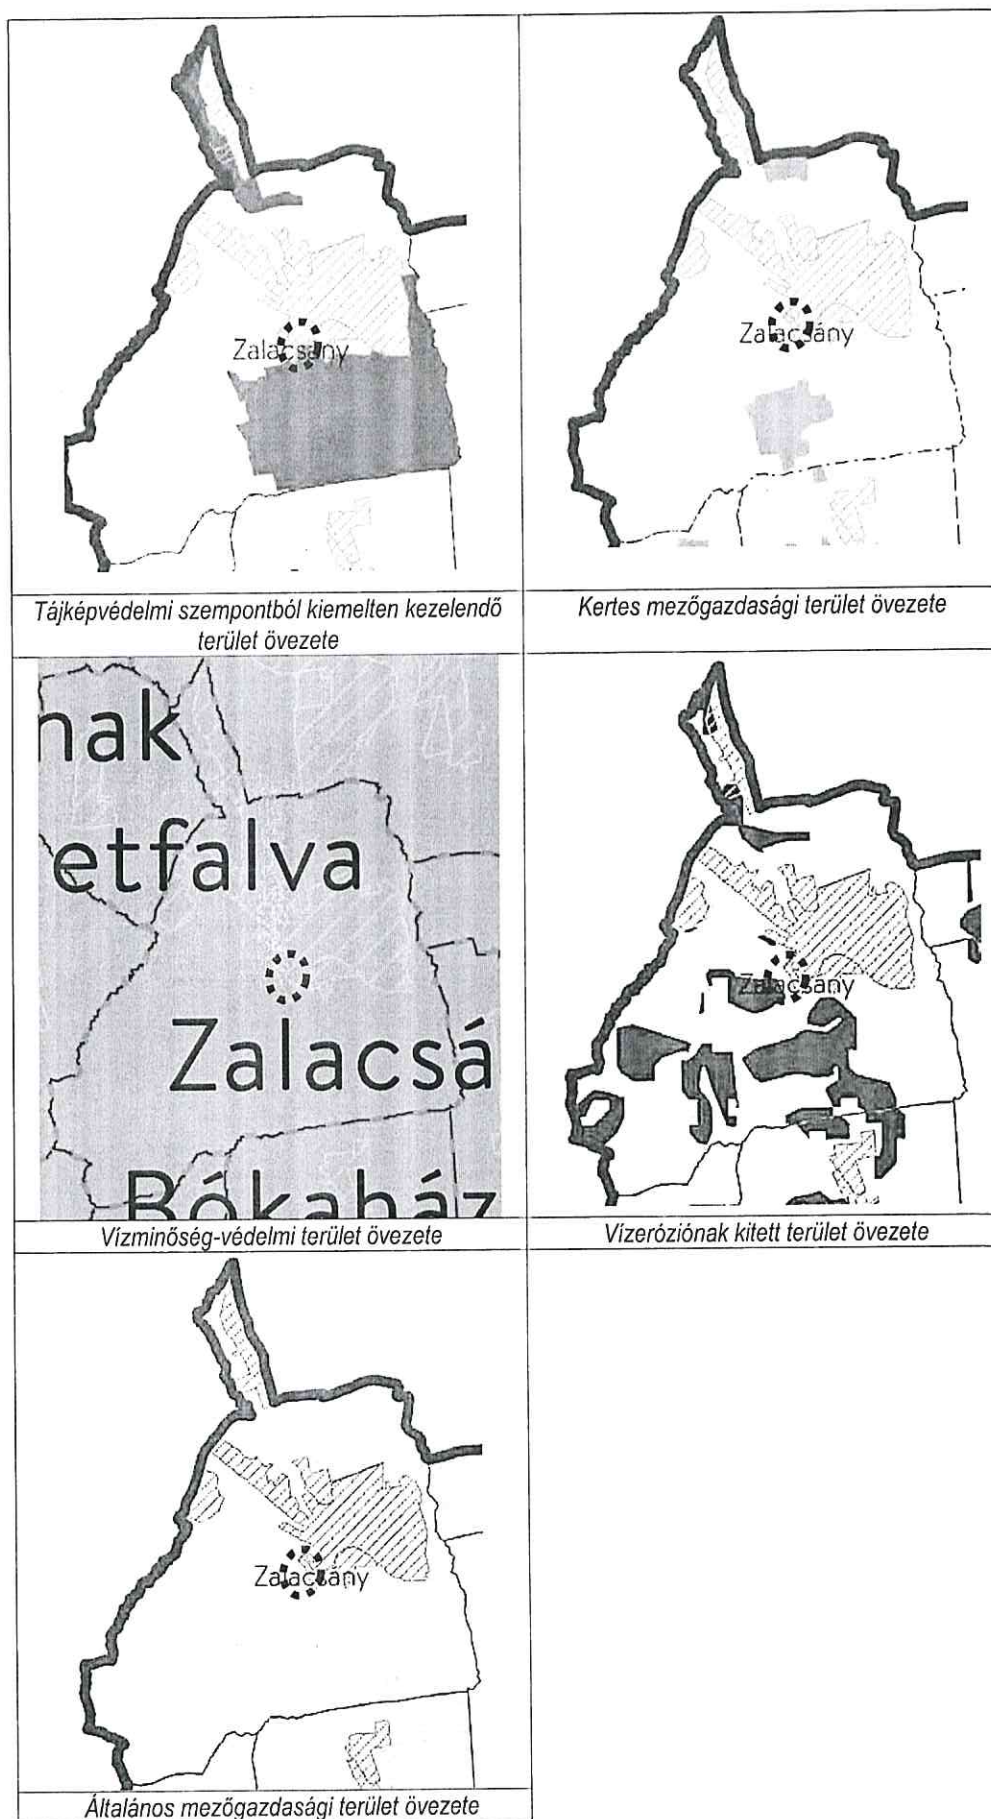 Zalacsány
Zalacsány
Tájképvédelmi szempontból kiemelten kezelendő
terület övezete
Kertes mezőgazdasági terület övezete
nak
etfalva
Zalacsá
Bókaház
Zalacsány
Vízminőség-védelmi terület övezete
Vízeróziónak kitett terület övezete
Zalacsány
Általános mezőgazdasági terület övezete